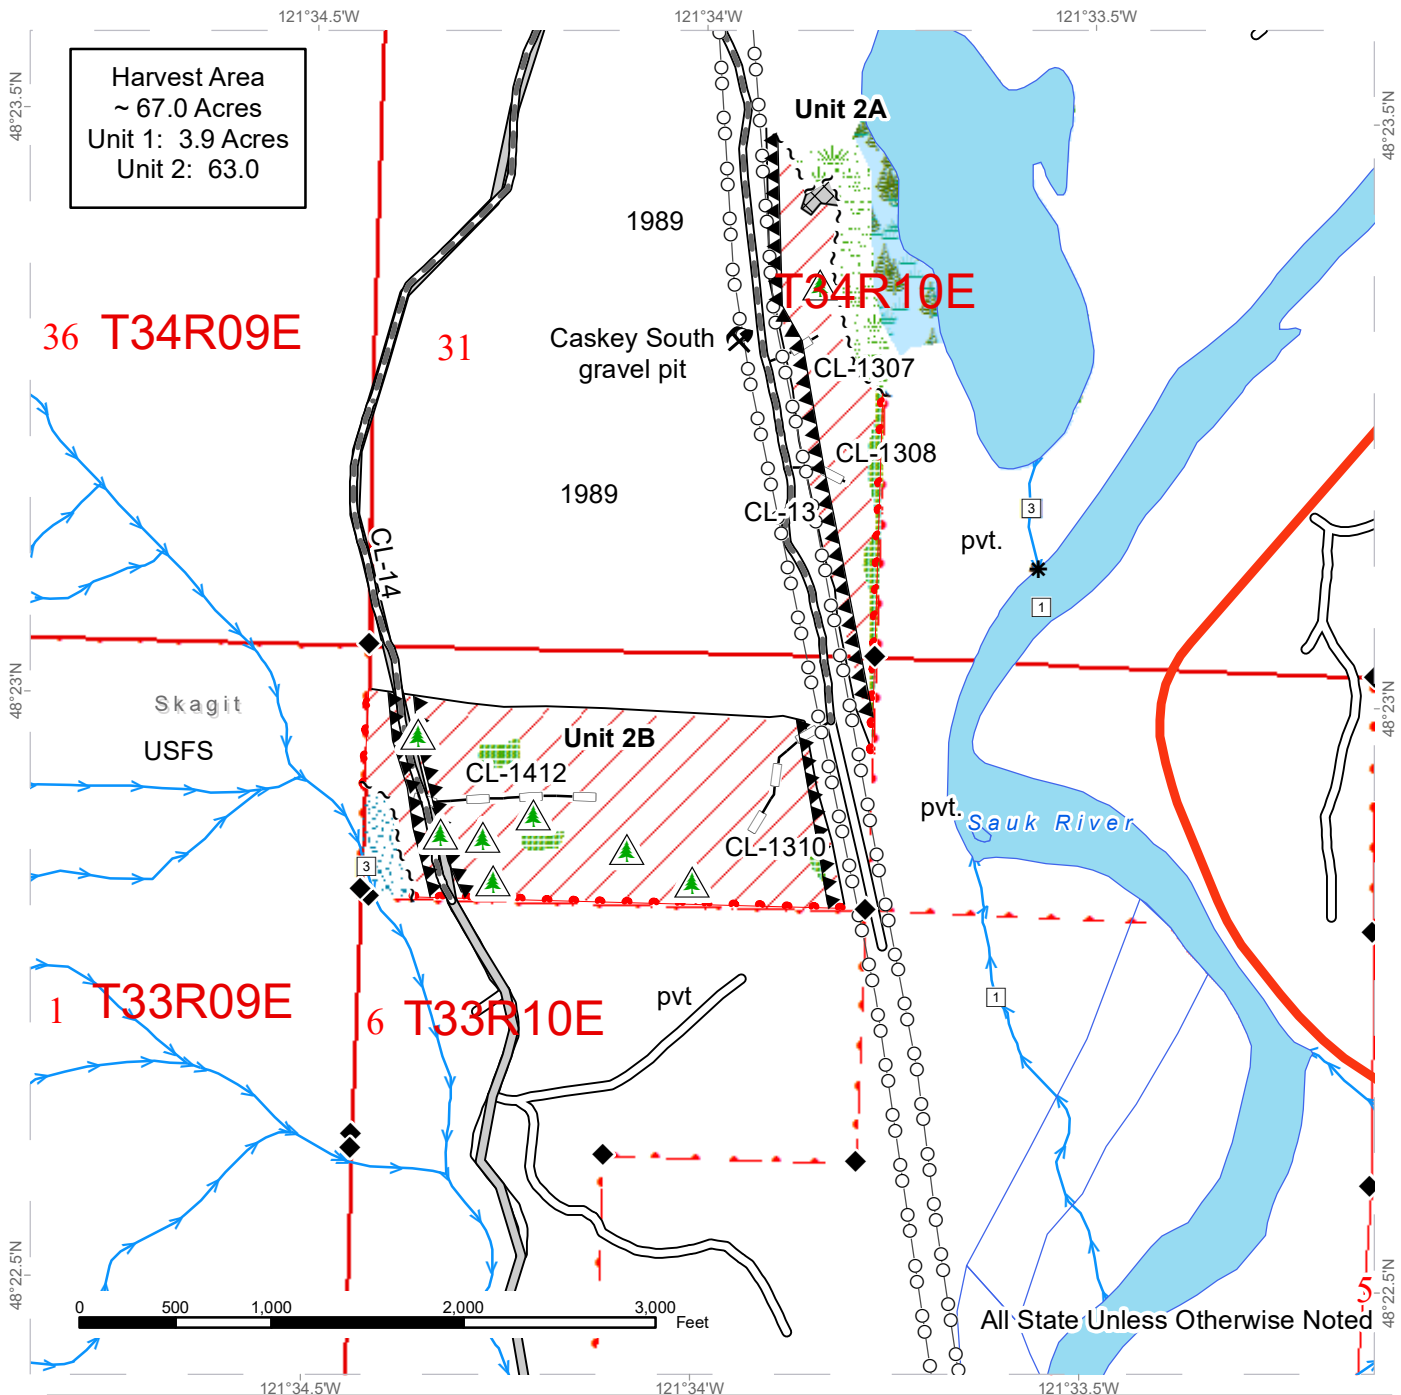 121°34.5'W
121°34'W
121°33.5'W
48°23.5'N
48°23.5'N
Harvest Area
~ 67.0 Acres
Unit 1: 3.9 Acres
Unit 2: 63.0
Unit 2A
1989
T34R10E
36 T34R09E
31
Caskey South
gravel pit
CL-1307
CL-1308
1989
CL-13
3
pvt.
CL-14
1
48°23'N
48°23'N
Skagit
USFS
Unit 2B
CL-1412
pvt.
Sauk River
CL-1310
3
1 T33R09E
6 T33R10E
pvt
1
48°22.5'N
48°22.5'N
5
0 500 1,000 2,000 3,000
Feet
All State Unless Otherwise Noted
121°34.5'W
121°34'W
121°33.5'W